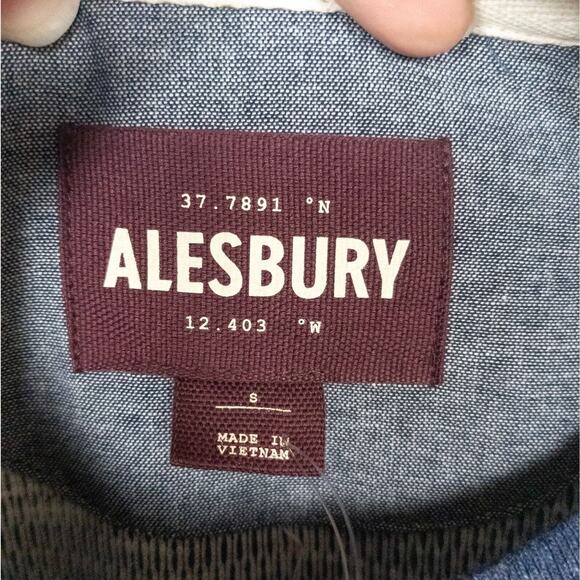 37.7891 °N
ALESBURY
12.403 °W
S
MADE IN
VIETNAM